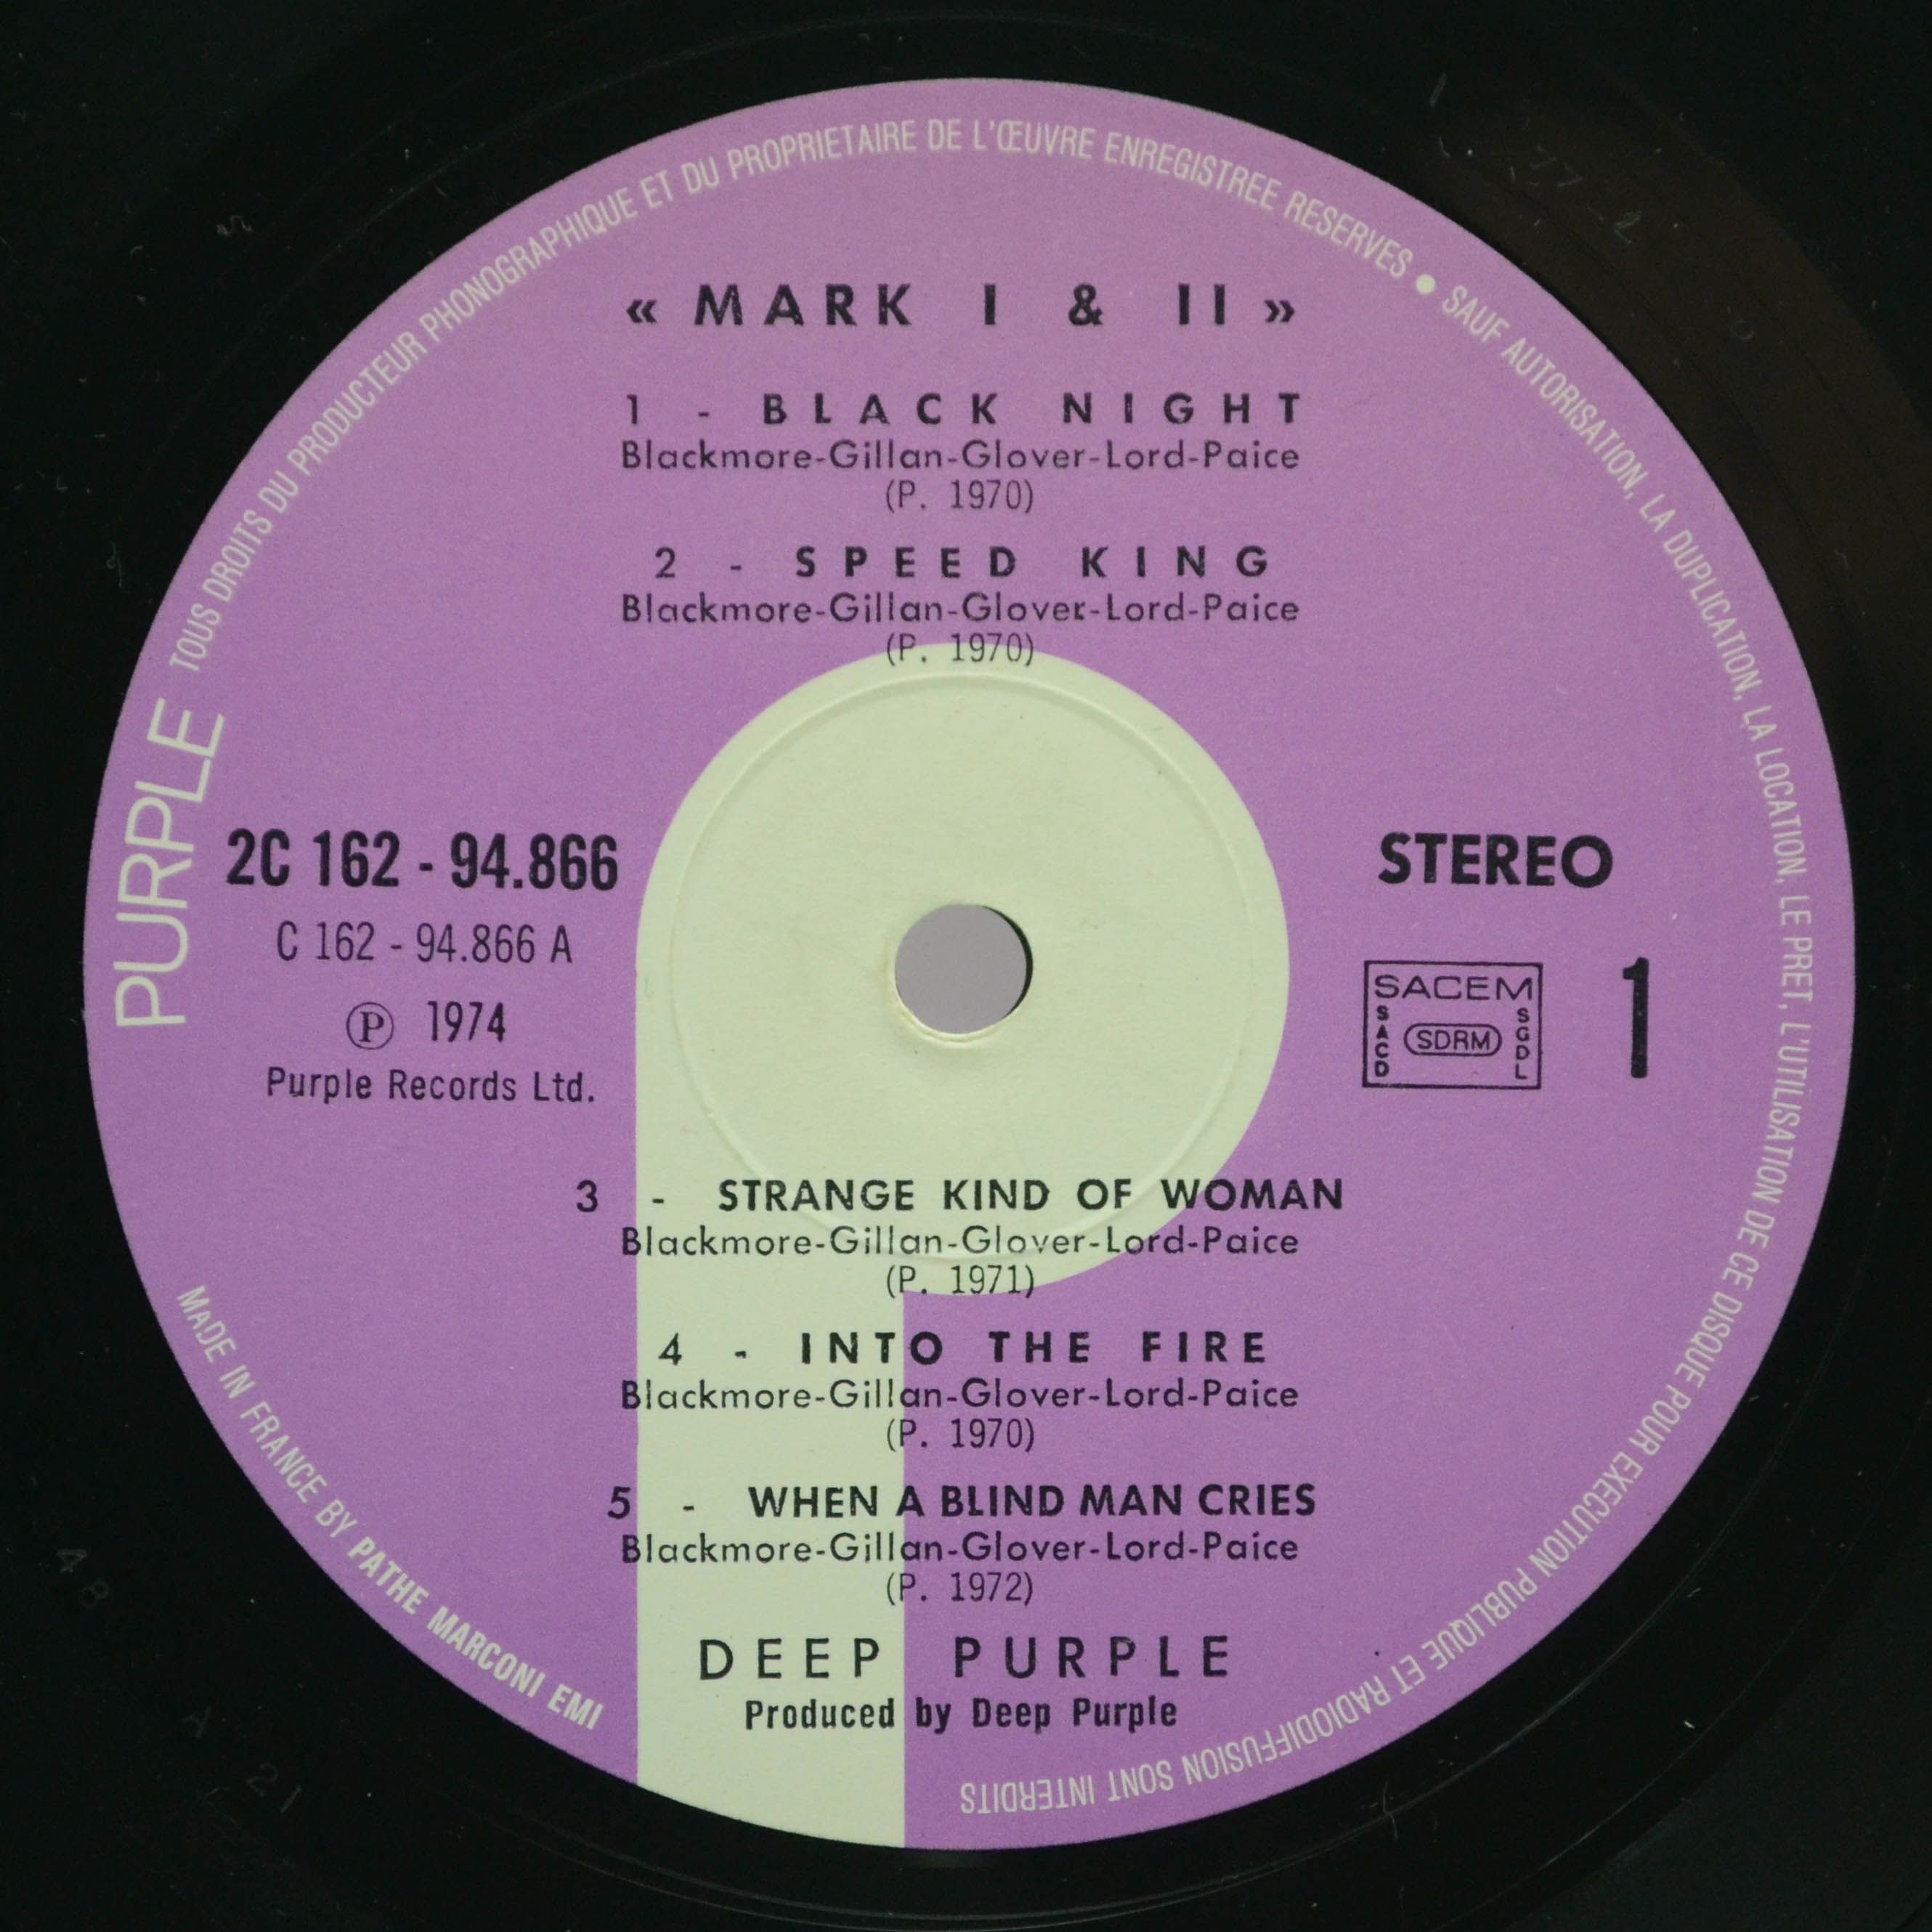 TOUS DROITS DU PRODUCTEUR PHONOGRAPHIQUE ET DU PROPRIETAIRE DE L'ŒUVRE ENREGISTREE RESERVES • SAUF AUTORISATION, LA DUPLICATION, LA LOCATION, LE PRET, L'UTILISATION DE CE DISQUE POUR EXECUTION PUBLIQUE ET RADIODIFFUSION SONT INTERDITS
« MARK I & II »
1 - BLACK NIGHT
Blackmore-Gillan-Glover-Lord-Paice
(P. 1970)
2 - SPEED KING
Blackmore-Gillan-Glover-Lord-Paice
(P. 1970)
PURPLE
2C 162 - 94.866
C 162 - 94.866 A
Ⓟ 1974
Purple Records Ltd.
STEREO
SACEM
SACD
SDRM
SGDL
1
3 - STRANGE KIND OF WOMAN
Blackmore-Gillan-Glover-Lord-Paice
(P. 1971)
4 - INTO THE FIRE
Blackmore-Gillan-Glover-Lord-Paice
(P. 1970)
5 - WHEN A BLIND MAN CRIES
Blackmore-Gillan-Glover-Lord-Paice
(P. 1972)
DEEP PURPLE
Produced by Deep Purple
MADE IN FRANCE BY PATHE MARCONI EMI